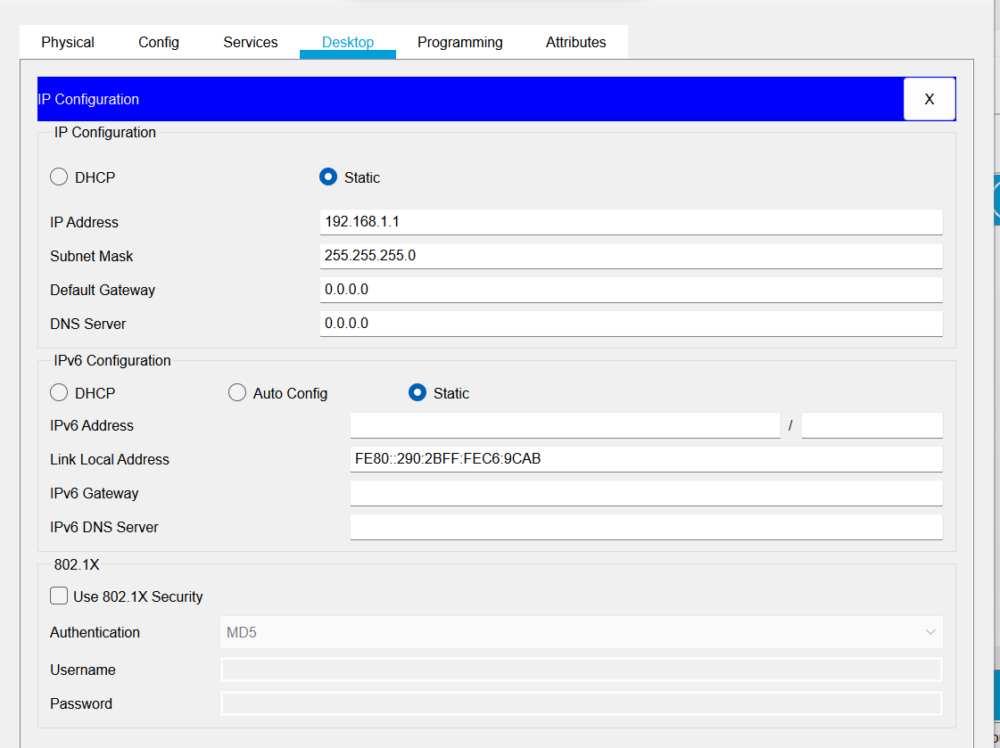 Physical Config Services Desktop Programming Attributes
IP Configuration X
IP Configuration
DHCP Static
IP Address 192.168.1.1
Subnet Mask 255.255.255.0
Default Gateway 0.0.0.0
DNS Server 0.0.0.0
IPv6 Configuration
DHCP Auto Config Static
IPv6 Address /
Link Local Address FE80::290:2BFF:FEC6:9CAB
IPv6 Gateway
IPv6 DNS Server
802.1X
Use 802.1X Security
Authentication MD5
Username
Password